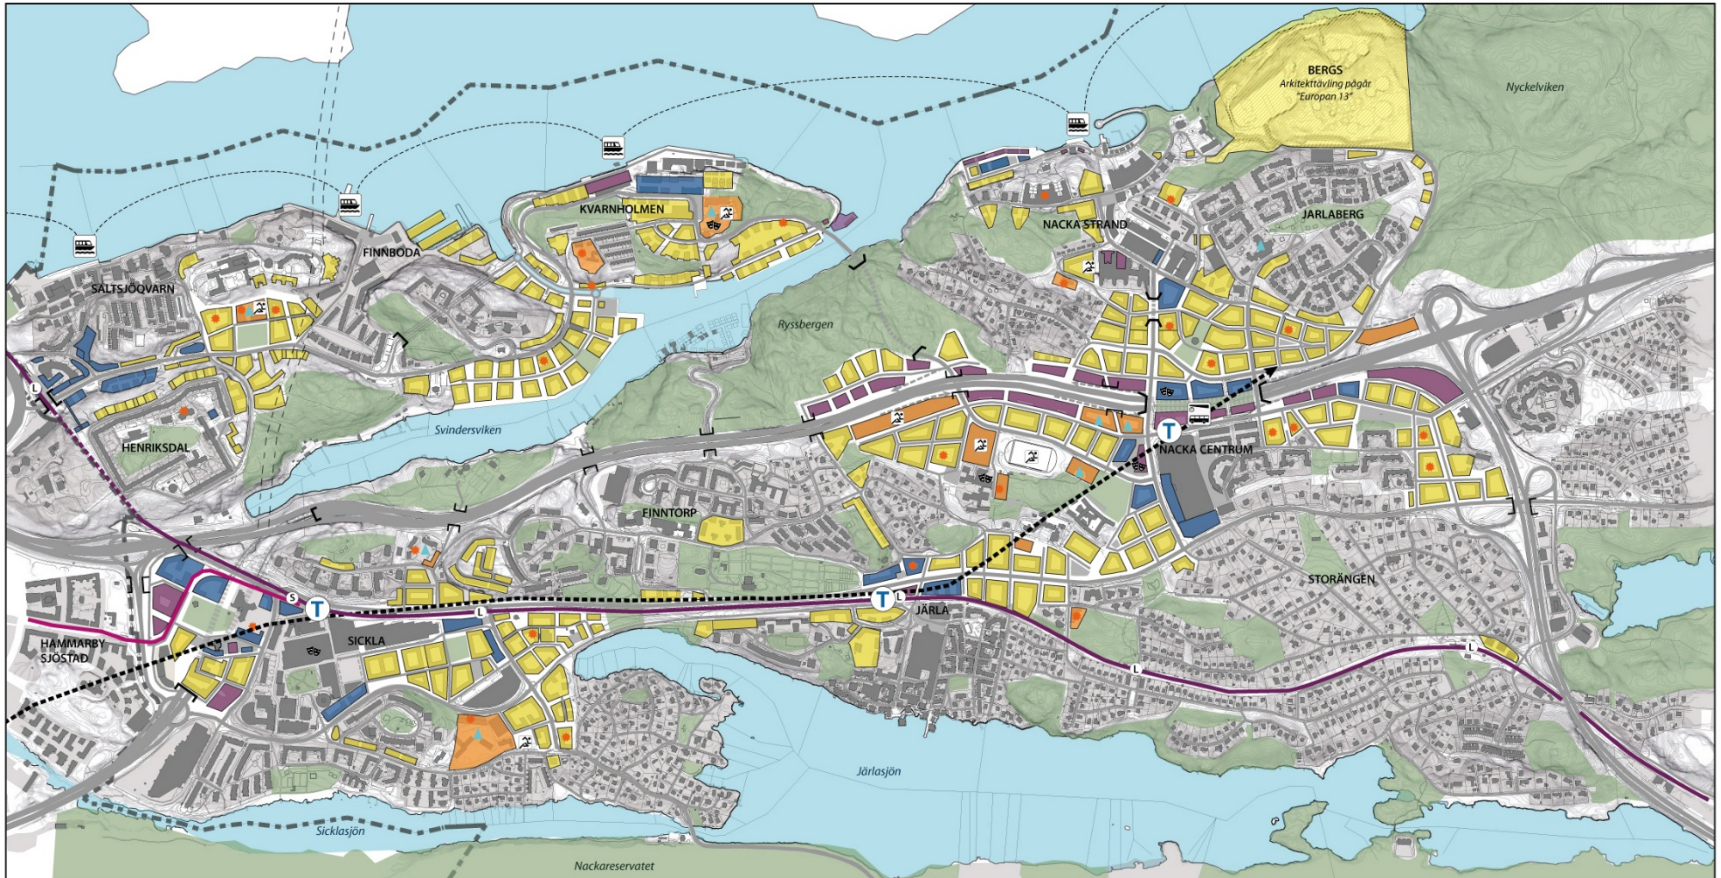 BERGS
Arkitekttävling pågår
"Europan 13"
Nyckelviken
KVARNHOLMEN
NACKA STRAND
JARLABERG
FINNBODA
SALTSJÖQVARN
Ryssbergen
Svindersviken
L
HENRIKSDAL
T
NACKA CENTRUM
FINNTORP
STORÄNGEN
S
T
L
T
L
JÄRLA
HAMMARBY
SJÖSTAD
SICKLA
L
L
Järlasjön
Sicklasjön
Nackareservatet